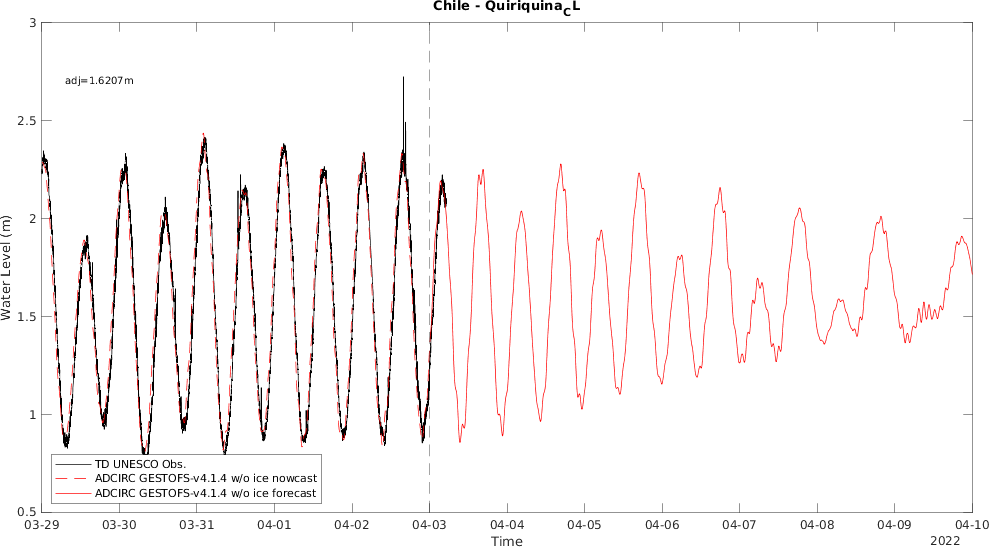 Chile - Quiriquina_CL
3
adj=1.6207m
2.5
2
Water Level (m)
1.5
1
TD UNESCO Obs.
ADCIRC GESTOFS-v4.1.4 w/o ice nowcast
ADCIRC GESTOFS-v4.1.4 w/o ice forecast
0.5
03-29 03-30 03-31 04-01 04-02 04-03 04-04 04-05 04-06 04-07 04-08 04-09 04-10
Time
2022